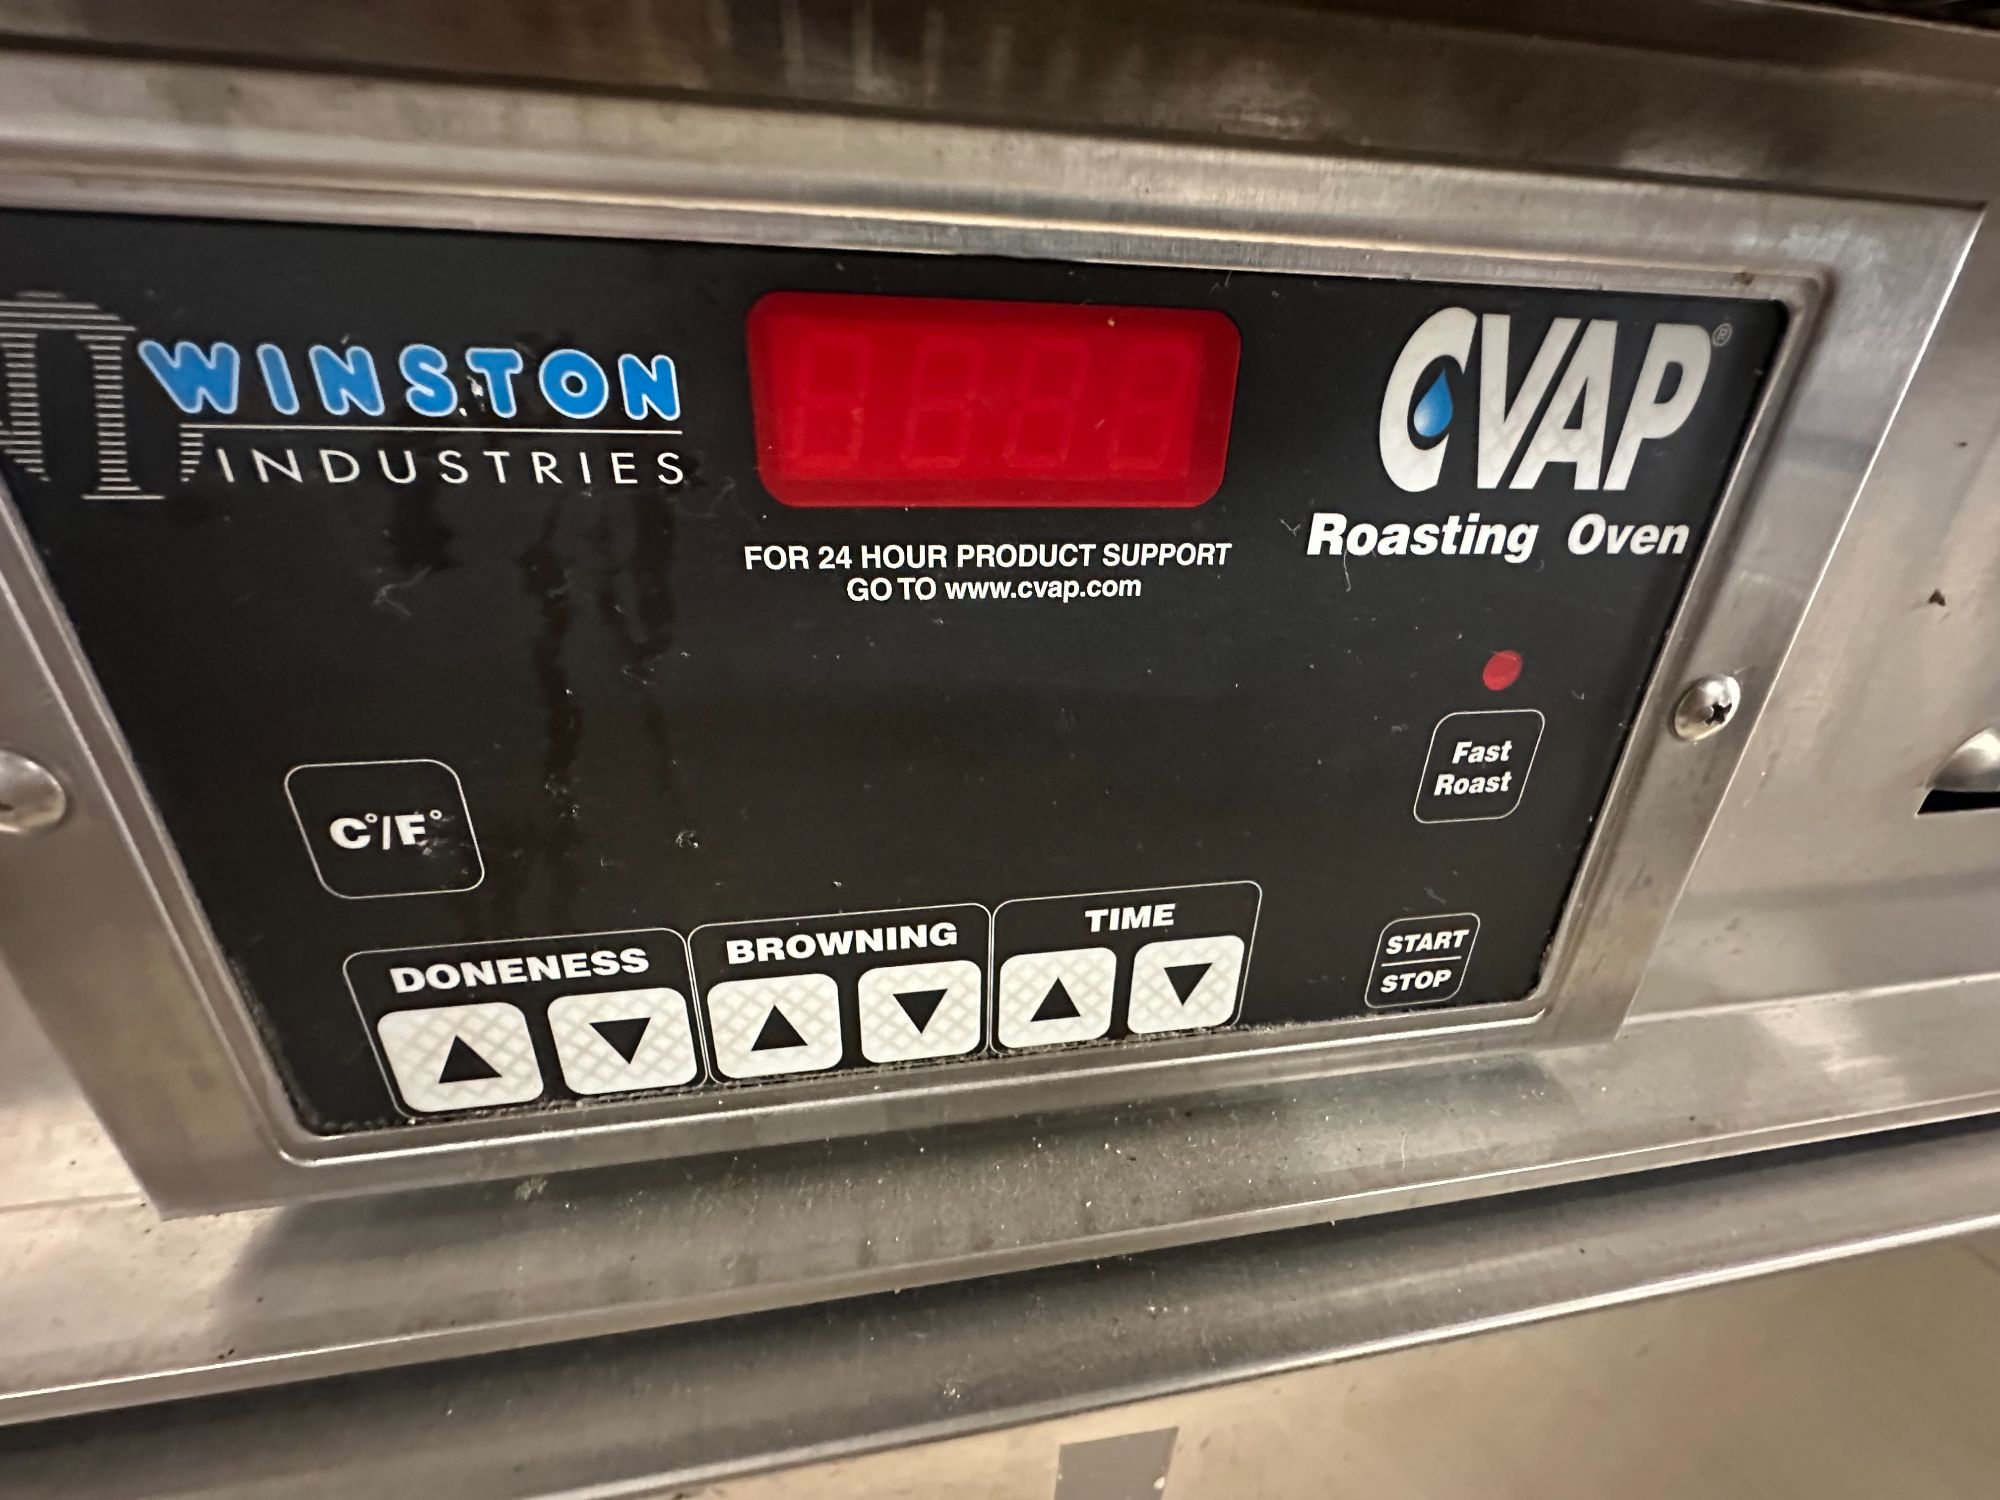 WINSTON
INDUSTRIES
CVAP®
Roasting Oven
FOR 24 HOUR PRODUCT SUPPORT
GO TO www.cvap.com
Fast
Roast
C°/F°
DONENESS
BROWNING
TIME
START
STOP